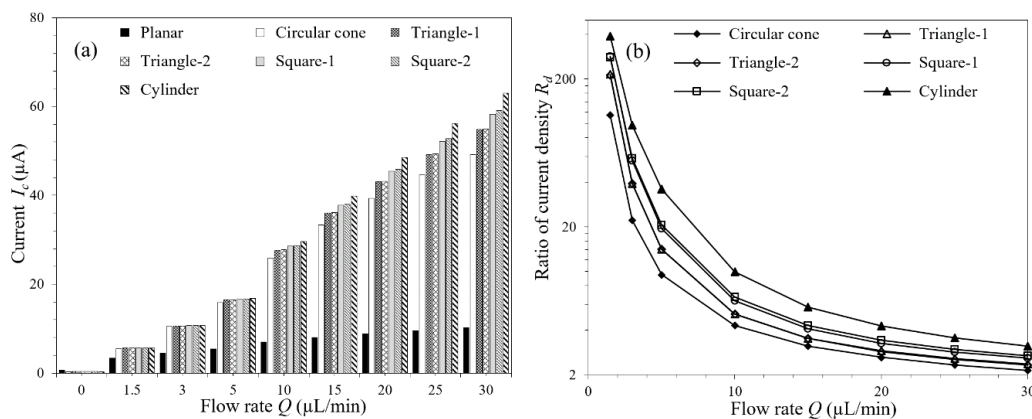 80
60
40
20
0
Current I_c (µA)
(a)
Planar
Circular cone
Triangle-1
Triangle-2
Square-1
Square-2
Cylinder
0 1.5 3 5 10 15 20 25 30
Flow rate Q (µL/min)
200
20
2
Ratio of current density R_d
(b)
Circular cone
Triangle-1
Triangle-2
Square-1
Square-2
Cylinder
0 10 20 30
Flow rate Q (µL/min)